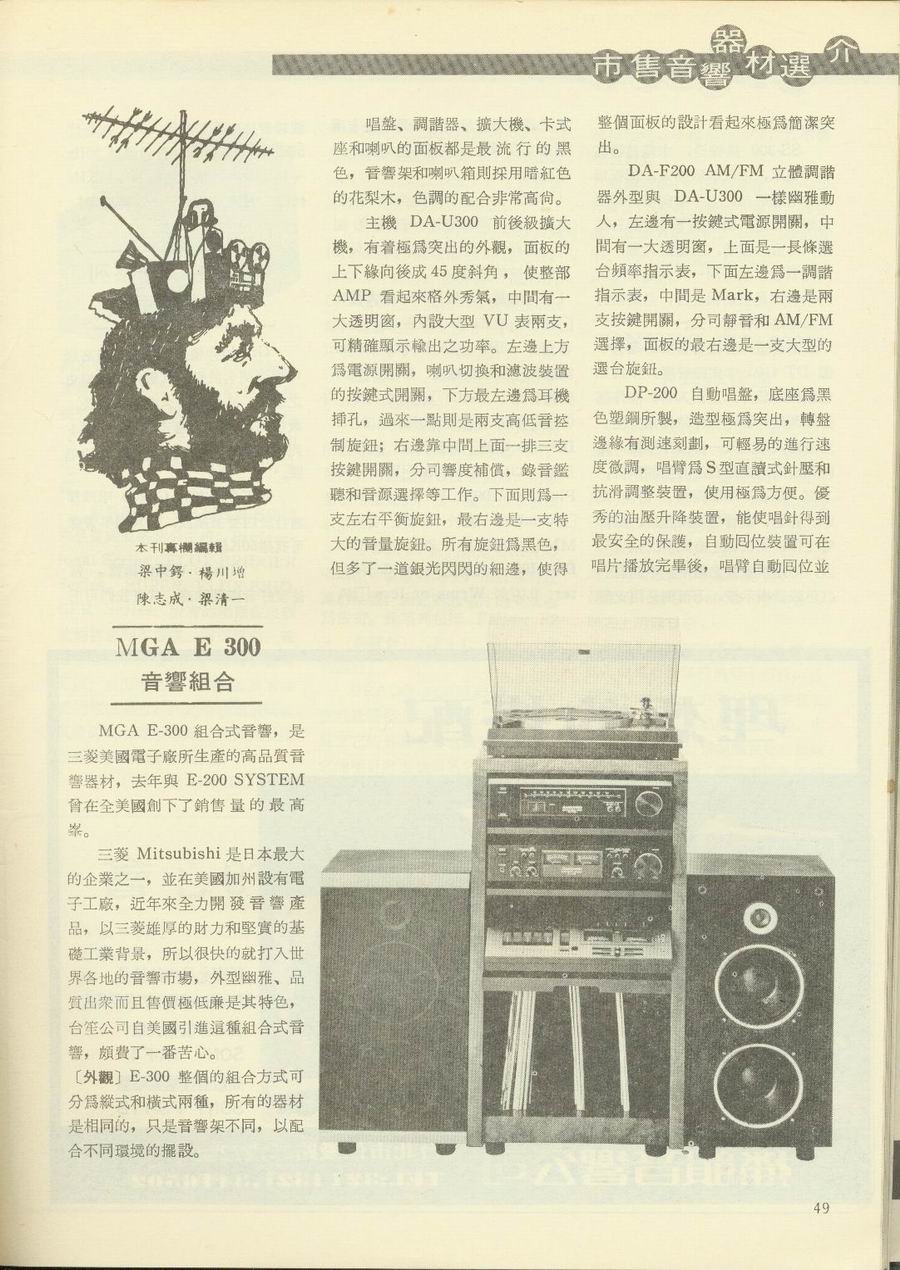 市售音響器材選介
本刊專欄編輯
梁中鍔·楊川增
陳志成·梁清一
MGA E 300
音響組合
MGA E-300 組合式音響，是
三菱美國電子廠所生產的高品質音
響器材，去年與 E-200 SYSTEM
曾在全美國創下了銷售量的最高
峯。
三菱 Mitsubishi 是日本最大
的企業之一，並在美國加州設有電
子工廠，近年來全力開發音響產
品，以三菱雄厚的財力和堅實的基
礎工業背景，所以很快的就打入世
界各地的音響市場，外型幽雅、品
質出衆而且售價極低廉是其特色，
台笙公司自美國引進這種組合式音
響，頗費了一番苦心。
〔外觀〕E-300 整個的組合方式可
分爲縱式和橫式兩種，所有的器材
是相同的，只是音響架不同，以配
合不同環境的擺設。
唱盤、調諧器、擴大機、卡式
座和喇叭的面板都是最流行的黑
色，音響架和喇叭箱則採用暗紅色
的花梨木，色調的配合非常高尙。
主機 DA-U300 前後級擴大
機，有着極爲突出的外觀，面板的
上下緣向後成45度斜角，使整部
AMP 看起來格外秀氣，中間有一
大透明窗，內設大型 VU 表兩支，
可精確顯示輸出之功率。左邊上方
爲電源開關，喇叭切換和濾波裝置
的按鍵式開關，下方最左邊爲耳機
揷孔，過來一點則是兩支高低音控
制旋鈕；右邊靠中間上面一排三支
按鍵開關，分司響度補償，錄音鑑
聽和音源選擇等工作。下面則爲一
支左右平衡旋鈕，最右邊是一支特
大的音量旋鈕。所有旋鈕爲黑色，
但多了一道銀光閃閃的細邊，使得
整個面板的設計看起來極爲簡潔突
出。
DA-F200 AM/FM 立體調諧
器外型與 DA-U300 一樣幽雅動
人，左邊有一按鍵式電源開關，中
間有一大透明窗，上面是一長條選
台頻率指示表，下面左邊爲一調諧
指示表，中間是 Mark，右邊是兩
支按鍵開關，分司靜音和 AM/FM
選擇，面板的最右邊是一支大型的
選台旋鈕。
DP-200 自動唱盤，底座爲黑
色塑鋼所製，造型極爲突出，轉盤
邊緣有測速刻劃，可輕易的進行速
度微調，唱臂爲S型直讀式針壓和
抗滑調整裝置，使用極爲方便。優
秀的油壓升降裝置，能使唱針得到
最安全的保護，自動囘位裝置可在
唱片播放完畢後，唱臂自動囘位並
49